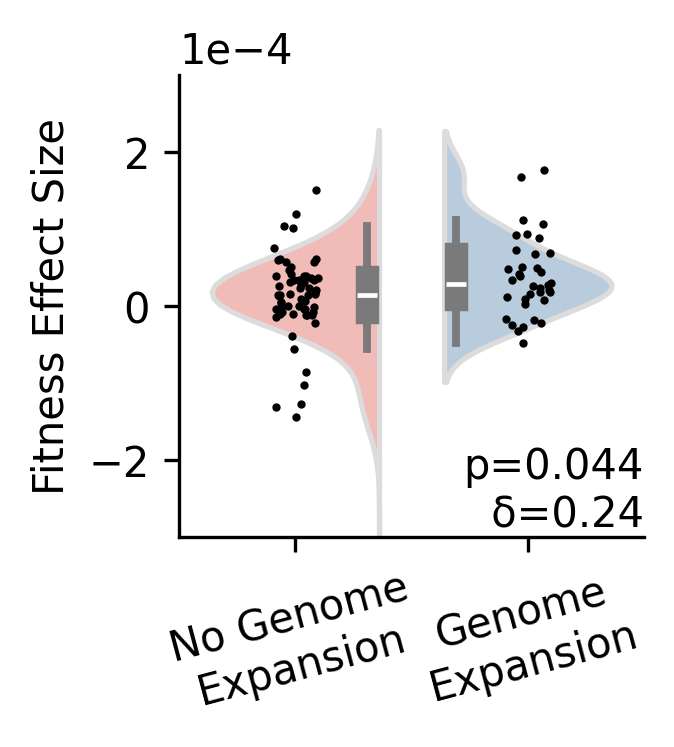 1e−4
Fitness Effect Size
2
0
−2
p=0.044
δ=0.24
No Genome
Expansion
Genome
Expansion